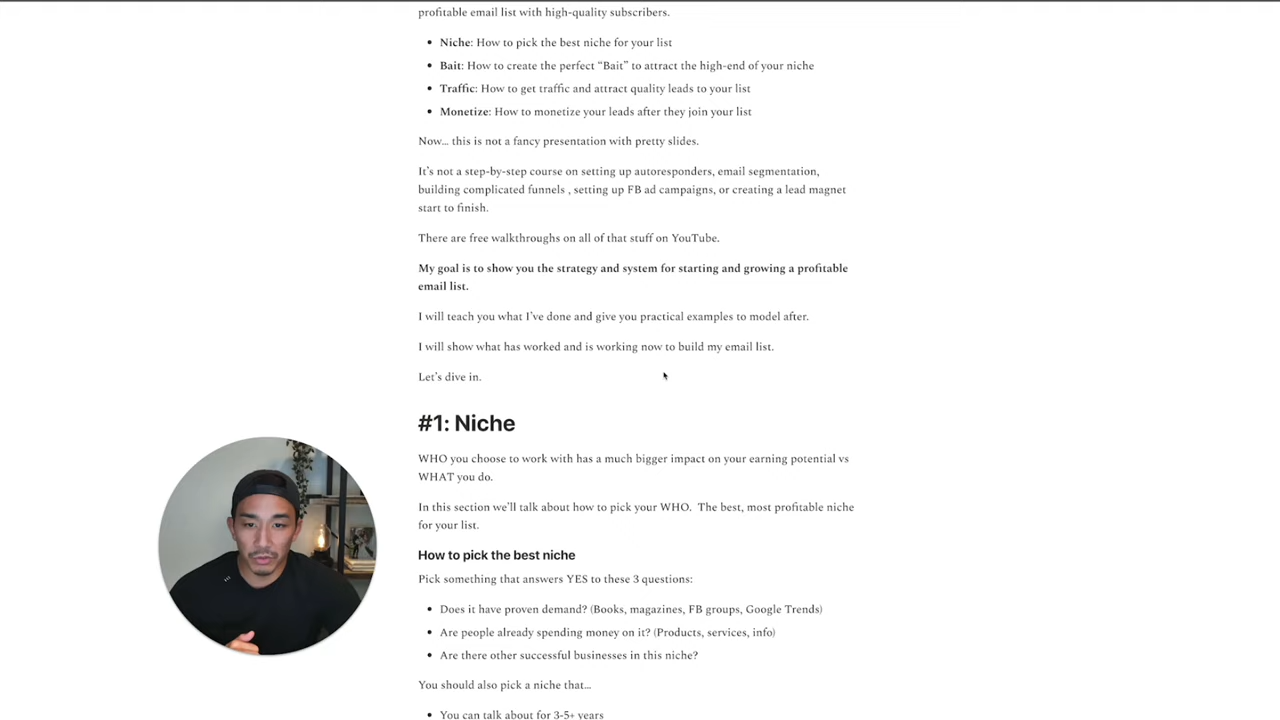 profitable email list with high-quality subscribers.
• Niche: How to pick the best niche for your list
• Bait: How to create the perfect “Bait” to attract the high-end of your niche
• Traffic: How to get traffic and attract quality leads to your list
• Monetize: How to monetize your leads after they join your list
Now… this is not a fancy presentation with pretty slides.
It’s not a step-by-step course on setting up autoresponders, email segmentation,
building complicated funnels , setting up FB ad campaigns, or creating a lead magnet
start to finish.
There are free walkthroughs on all of that stuff on YouTube.
My goal is to show you the strategy and system for starting and growing a profitable
email list.
I will teach you what I’ve done and give you practical examples to model after.
I will show what has worked and is working now to build my email list.
Let’s dive in.
#1: Niche
WHO you choose to work with has a much bigger impact on your earning potential vs
WHAT you do.
In this section we’ll talk about how to pick your WHO.  The best, most profitable niche
for your list.
How to pick the best niche
Pick something that answers YES to these 3 questions:
• Does it have proven demand? (Books, magazines, FB groups, Google Trends)
• Are people already spending money on it? (Products, services, info)
• Are there other successful businesses in this niche?
You should also pick a niche that…
• You can talk about for 3-5+ years